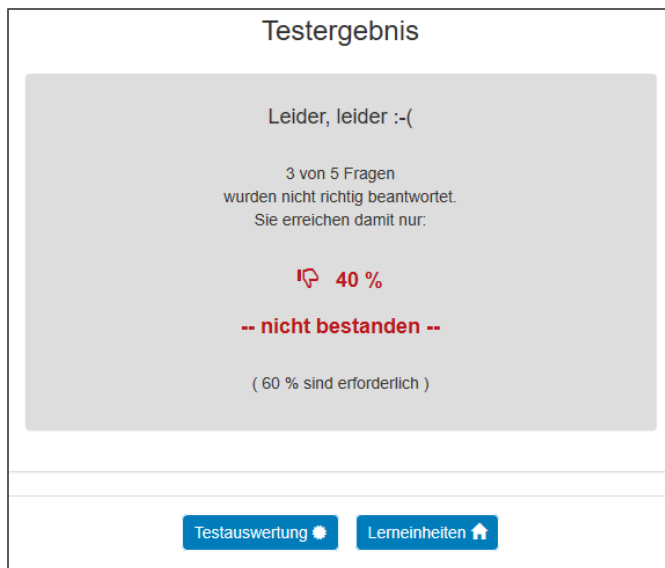 Testergebnis
Leider, leider :-(
3 von 5 Fragen
wurden nicht richtig beantwortet.
Sie erreichen damit nur:
40 %
-- nicht bestanden --
( 60 % sind erforderlich )
Testauswertung
Lerneinheiten